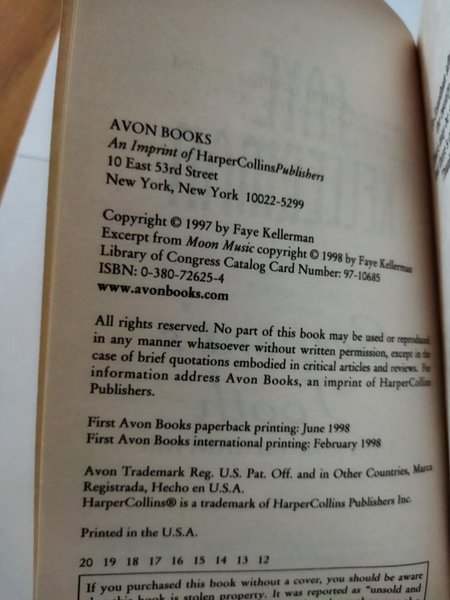 AVON BOOKS
An Imprint of HarperCollinsPublishers
10 East 53rd Street
New York, New York 10022-5299
Copyright © 1997 by Faye Kellerman
Excerpt from Moon Music copyright © 1998 by Faye Kellerman
Library of Congress Catalog Card Number: 97-10685
ISBN: 0-380-72625-4
www.avonbooks.com
All rights reserved. No part of this book may be used or reproduced
in any manner whatsoever without written permission, except in the
case of brief quotations embodied in critical articles and reviews. For
information address Avon Books, an imprint of HarperCollins
Publishers.
First Avon Books paperback printing: June 1998
First Avon Books international printing: February 1998
Avon Trademark Reg. U.S. Pat. Off. and in Other Countries, Marca
Registrada, Hecho en U.S.A.
HarperCollins® is a trademark of HarperCollins Publishers Inc.
Printed in the U.S.A.
20 19 18 17 16 15 14 13 12
If you purchased this book without a cover, you should be aware
that this book is stolen property. It was reported as "unsold and